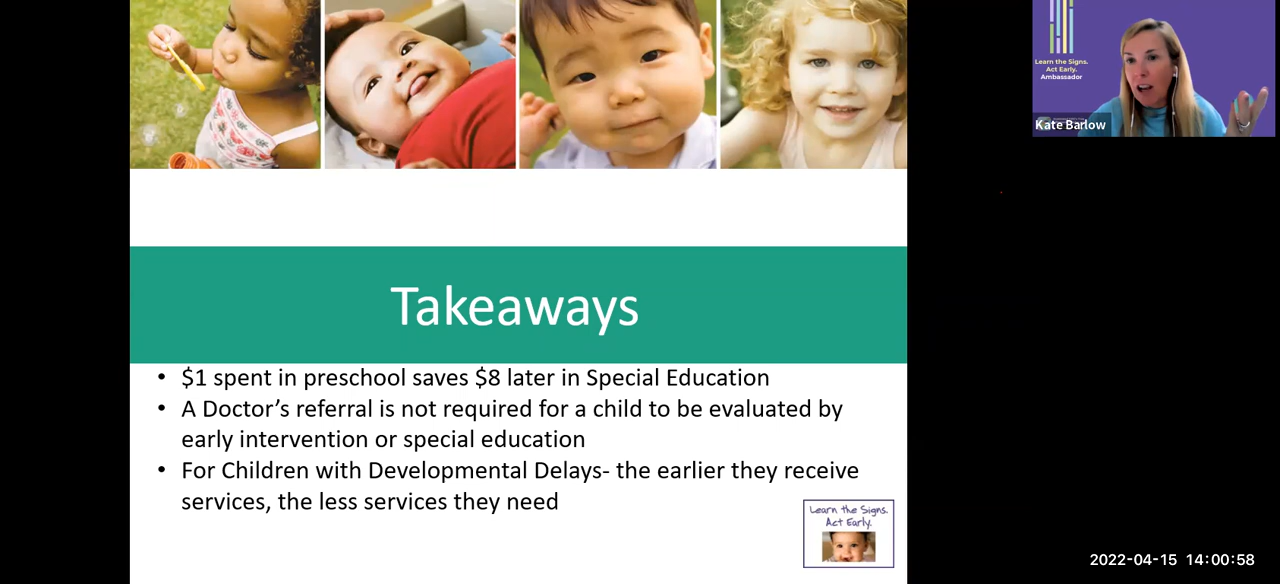 Learn the Signs.
Act Early.
Ambassador
Kate Barlow
Takeaways
• $1 spent in preschool saves $8 later in Special Education
• A Doctor's referral is not required for a child to be evaluated by
early intervention or special education
• For Children with Developmental Delays- the earlier they receive
services, the less services they need
Learn the Signs.
Act Early.
2022-04-15 14:00:58